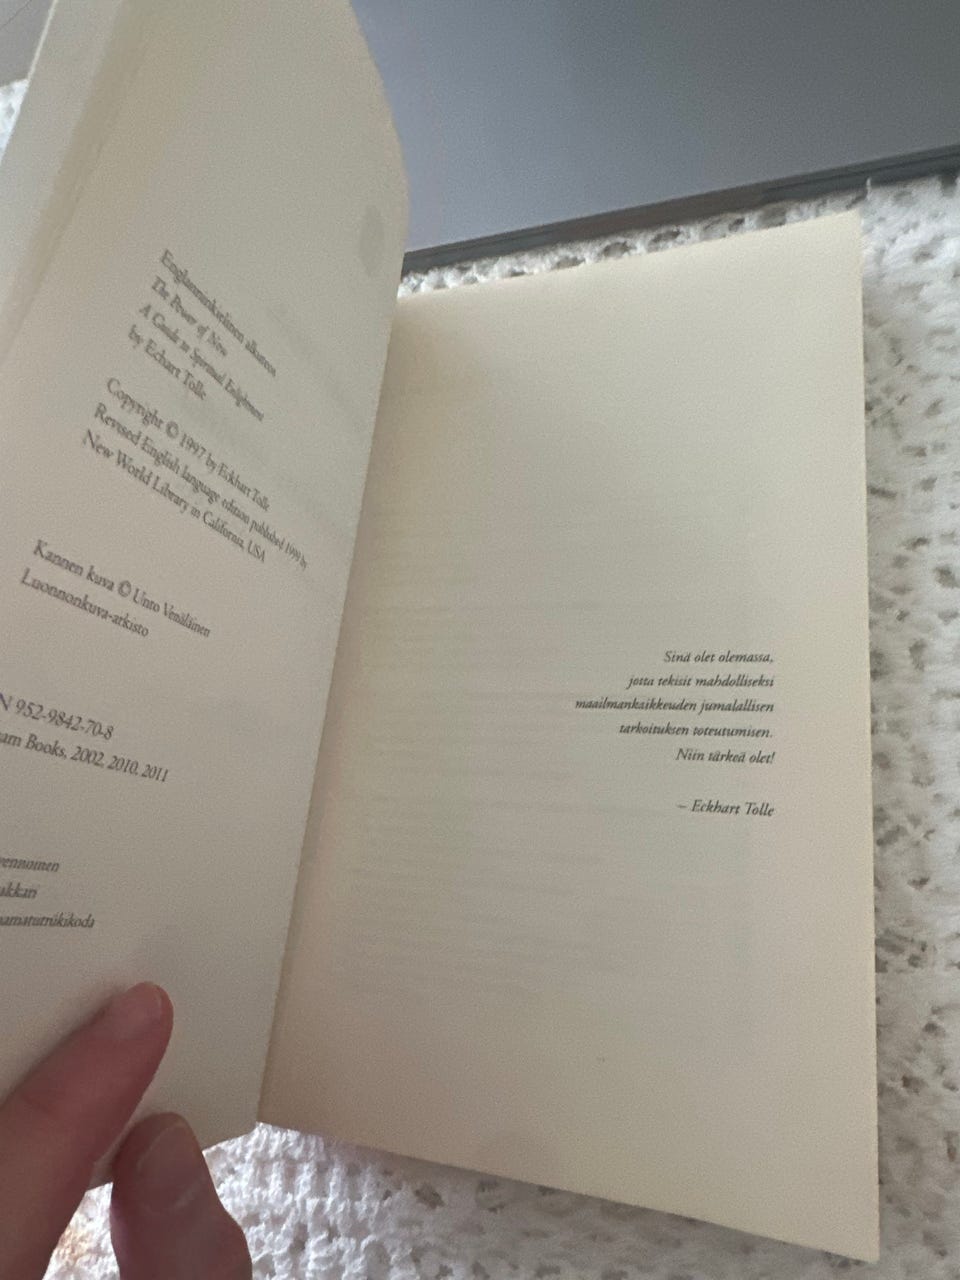 Englanninkielinen alkuteos
The Power of Now
A Guide to Spiritual Enlightment
by Echart Tolle
Copyright © 1997 by Eckhart Tolle
Revised English language edition published 1999 by
New World Library in California, USA
Kannen kuva © Unto Venäläinen
Luonnonkuva-arkisto
N 952-9842-70-8
am Books, 2002, 2010, 2011
Sinä olet olemassa,
jotta tekisit mahdolliseksi
maailmankaikkeuden jumalallisen
tarkoituksen toteutumisen.
Niin tärkeä olet!
– Eckhart Tolle